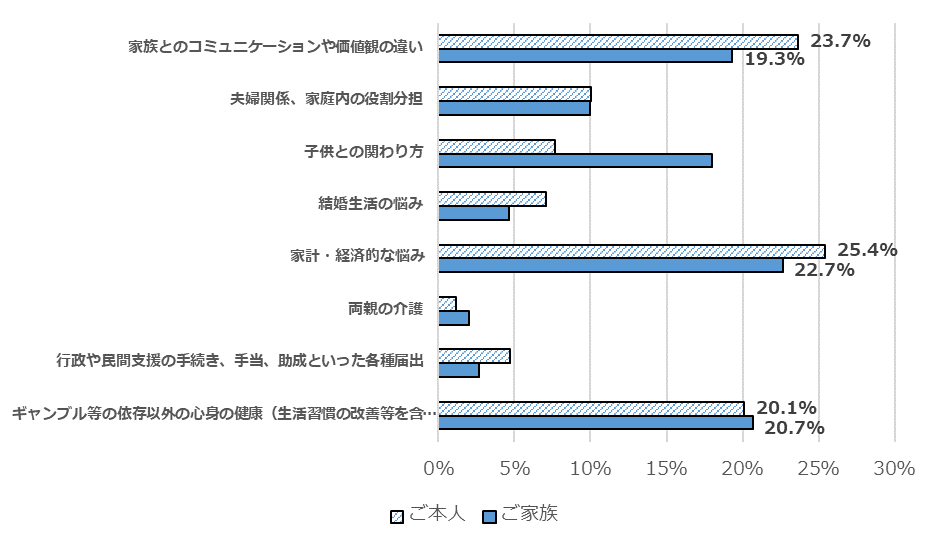 家族とのコミュニケーションや価値観の違い
23.7%
19.3%
夫婦関係、家庭内の役割分担
子供との関わり方
結婚生活の悩み
家計・経済的な悩み
25.4%
22.7%
両親の介護
行政や民間支援の手続き、手当、助成といった各種届出
ギャンブル等の依存以外の心身の健康（生活習慣の改善等を含…
20.1%
20.7%
0% 5% 10% 15% 20% 25% 30%
ご本人 ご家族